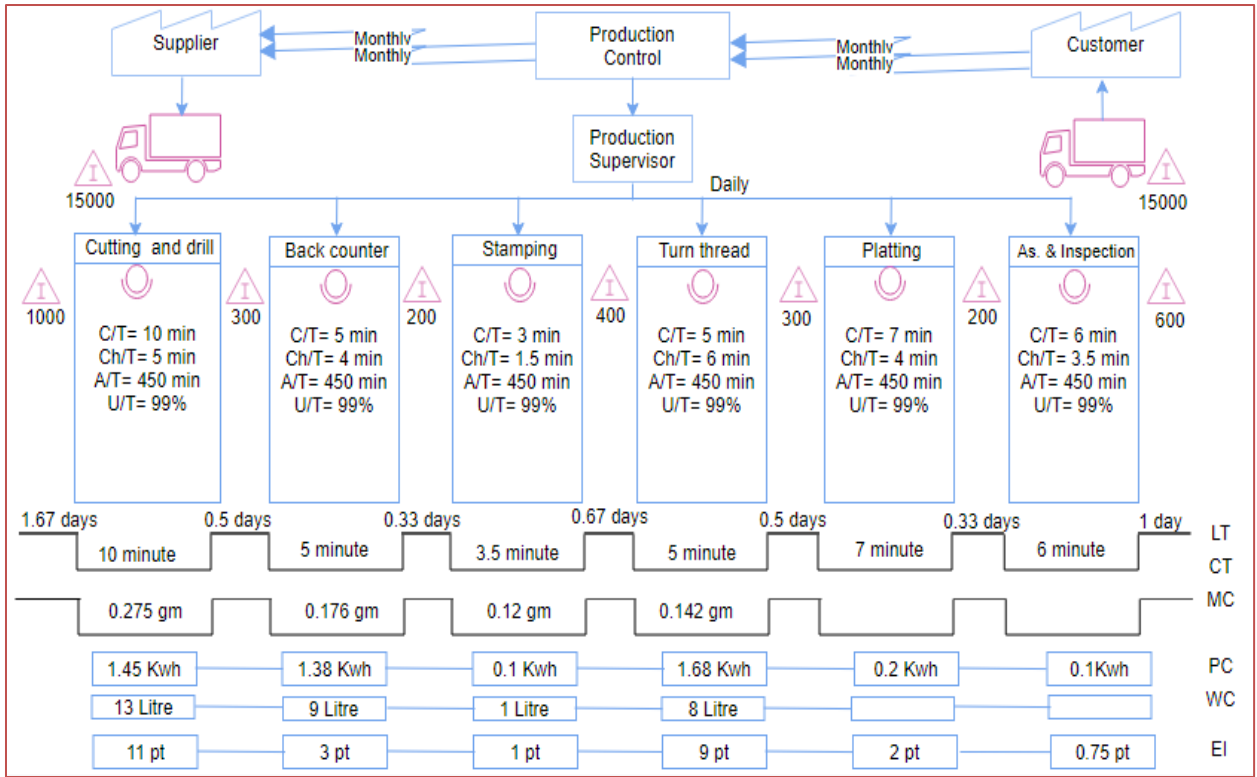 Supplier
Monthly
Monthly
Production
Control
Monthly
Monthly
Customer
Production
Supervisor
Daily
15000
15000
Cutting and drill
Back counter
Stamping
Turn thread
Platting
As. & Inspection
I
1000
I
300
I
200
I
400
I
300
I
200
I
600
I
I
C/T= 10 min
Ch/T= 5 min
A/T= 450 min
U/T= 99%
C/T= 5 min
Ch/T= 4 min
A/T= 450 min
U/T= 99%
C/T= 3 min
Ch/T= 1.5 min
A/T= 450 min
U/T= 99%
C/T= 5 min
Ch/T= 6 min
A/T= 450 min
U/T= 99%
C/T= 7 min
Ch/T= 4 min
A/T= 450 min
U/T= 99%
C/T= 6 min
Ch/T= 3.5 min
A/T= 450 min
U/T= 99%
1.67 days
0.5 days
0.33 days
0.67 days
0.5 days
0.33 days
1 day
LT
10 minute
5 minute
3.5 minute
5 minute
7 minute
6 minute
CT
0.275 gm
0.176 gm
0.12 gm
0.142 gm
MC
1.45 Kwh
1.38 Kwh
0.1 Kwh
1.68 Kwh
0.2 Kwh
0.1Kwh
PC
13 Litre
9 Litre
1 Litre
8 Litre
WC
11 pt
3 pt
1 pt
9 pt
2 pt
0.75 pt
EI